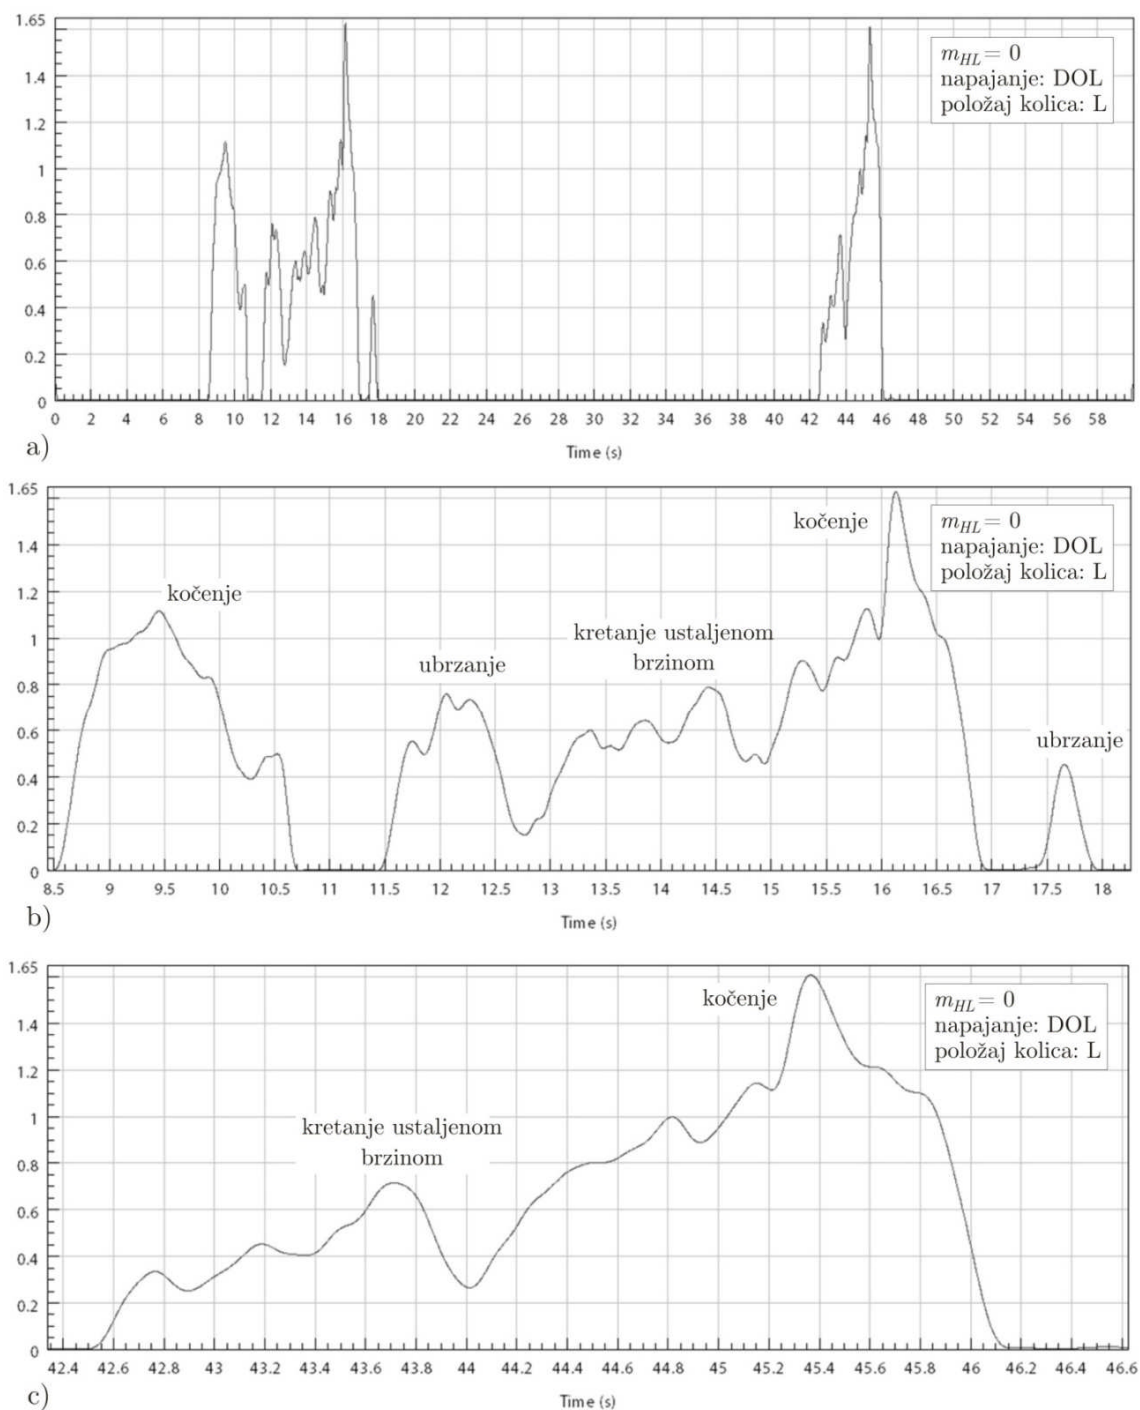 1.65
1.4
1.2
1
0.8
0.6
0.4
0.2
0
m_HL = 0
napajanje: DOL
položaj kolica: L
0 2 4 6 8 10 12 14 16 18 20 22 24 26 28 30 32 34 36 38 40 42 44 46 48 50 52 54 56 58
Time (s)
a)
1.65
1.4
1.2
1
0.8
0.6
0.4
0.2
0
kočenje
ubrzanje
kretanje ustaljenom
brzinom
kočenje
m_HL = 0
napajanje: DOL
položaj kolica: L
ubrzanje
8.5 9 9.5 10 10.5 11 11.5 12 12.5 13 13.5 14 14.5 15 15.5 16 16.5 17 17.5 18
Time (s)
b)
1.65
1.4
1.2
1
0.8
0.6
0.4
0.2
0
kretanje ustaljenom
brzinom
kočenje
m_HL = 0
napajanje: DOL
položaj kolica: L
42.4 42.6 42.8 43 43.2 43.4 43.6 43.8 44 44.2 44.4 44.6 44.8 45 45.2 45.4 45.6 45.8 46 46.2 46.4 46.6
Time (s)
c)